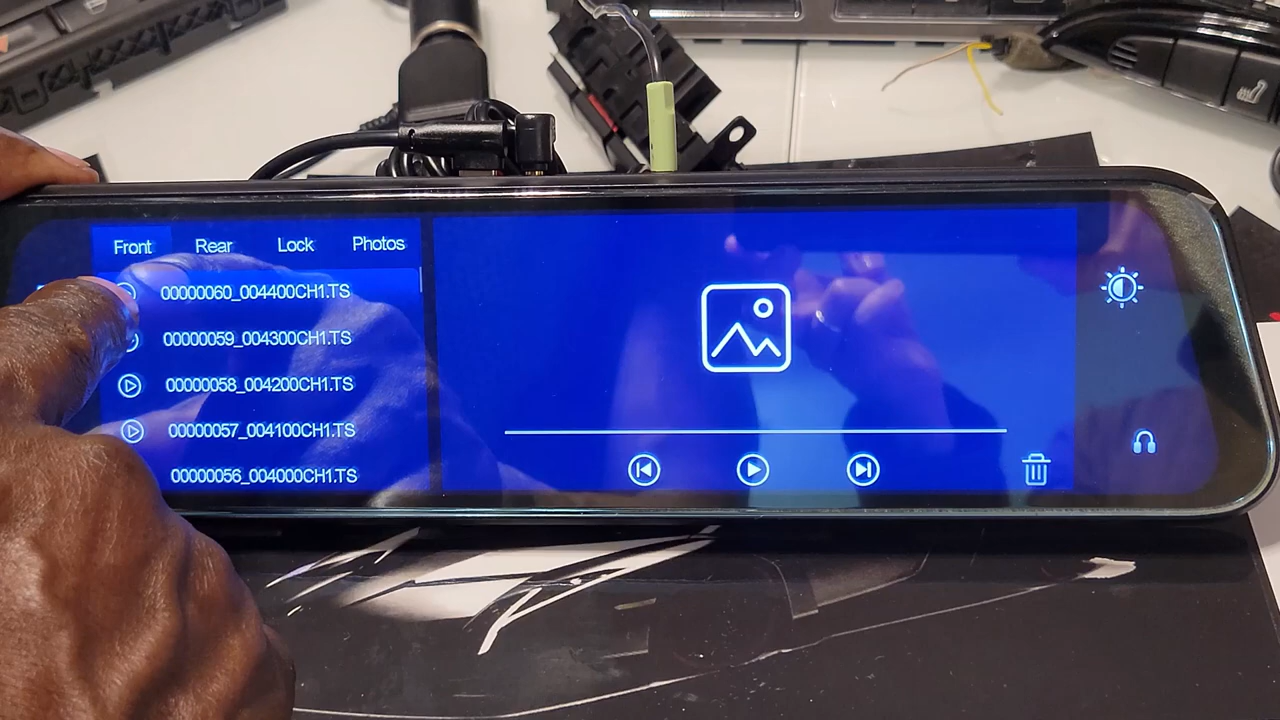 Front Rear Lock Photos
00000060_004400CH1.TS
00000059_004300CH1.TS
00000058_004200CH1.TS
00000057_004100CH1.TS
00000056_004000CH1.TS